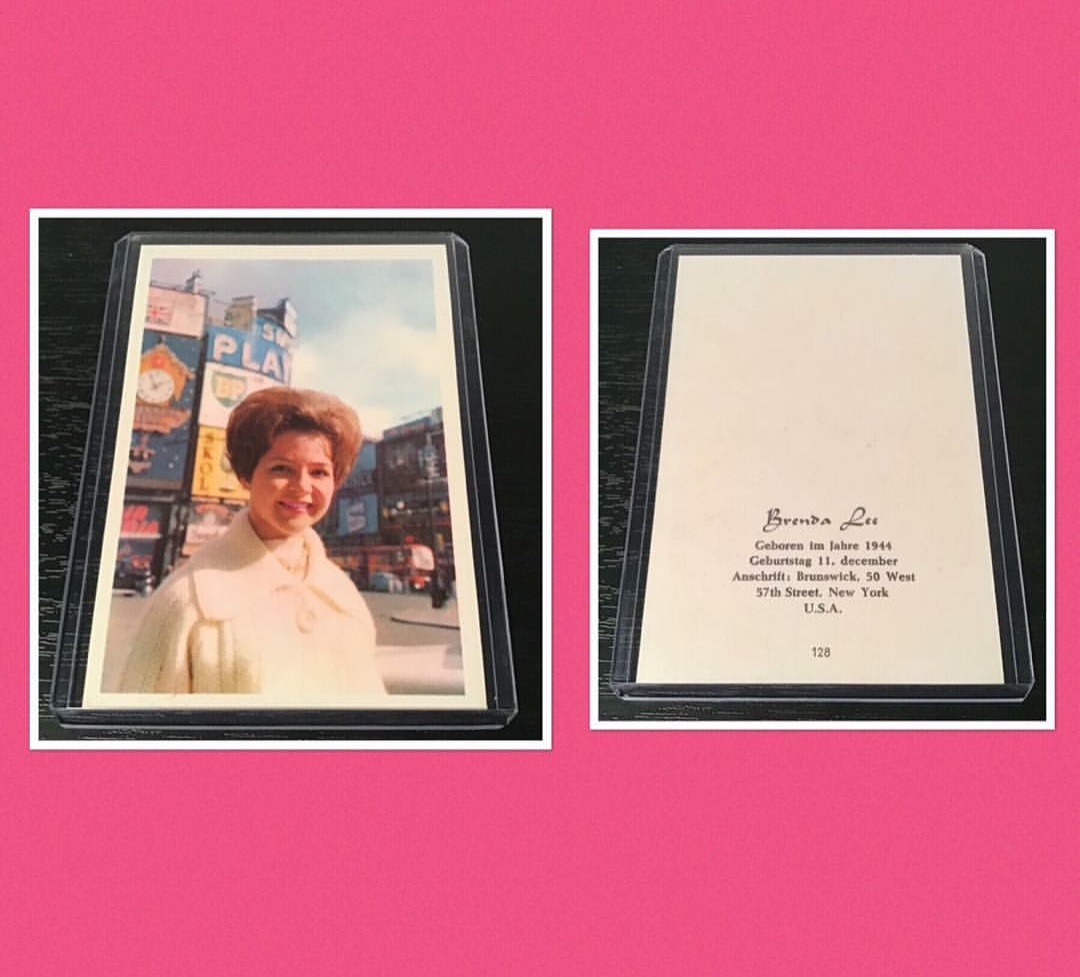 PLAY
BP
SKOL
Brenda Lee
Geboren im Jahre 1944
Geburtstag 11. december
Anschrift: Brunswick, 50 West
57th Street, New York
U.S.A.
128